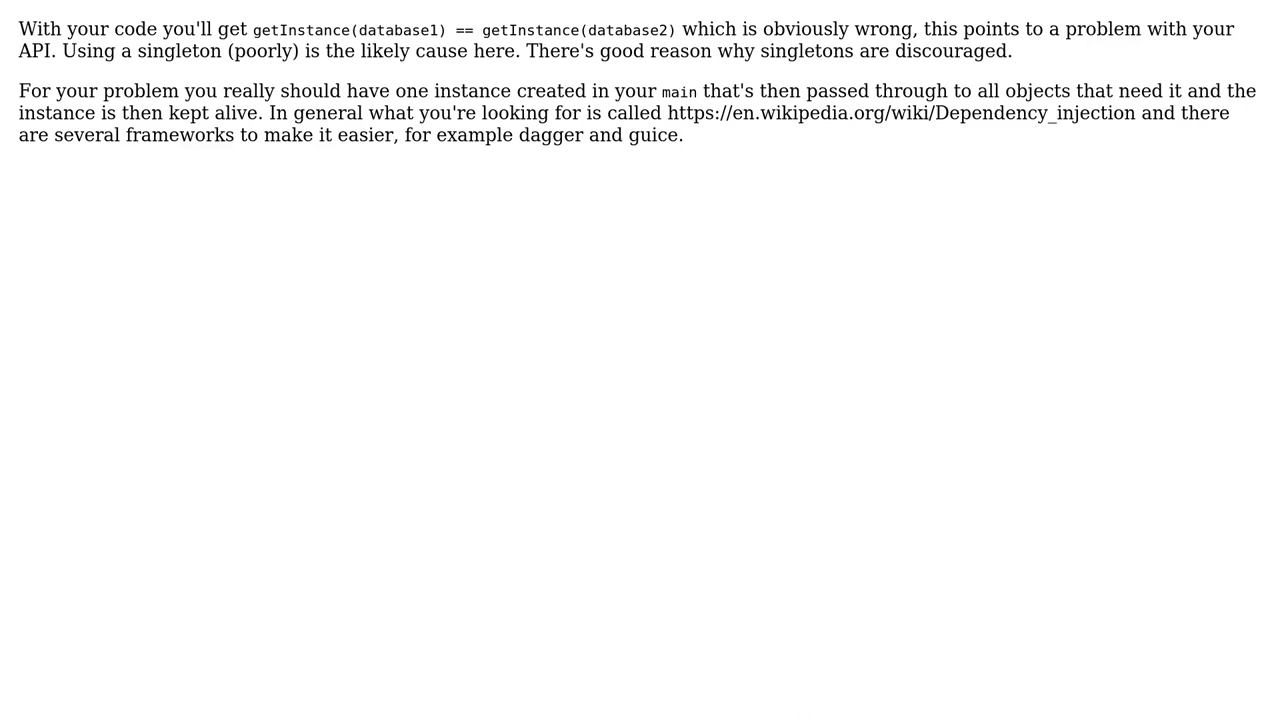 With your code you'll get getInstance(database1) == getInstance(database2) which is obviously wrong, this points to a problem with your
API. Using a singleton (poorly) is the likely cause here. There's good reason why singletons are discouraged.
For your problem you really should have one instance created in your main that's then passed through to all objects that need it and the
instance is then kept alive. In general what you're looking for is called https://en.wikipedia.org/wiki/Dependency_injection and there
are several frameworks to make it easier, for example dagger and guice.